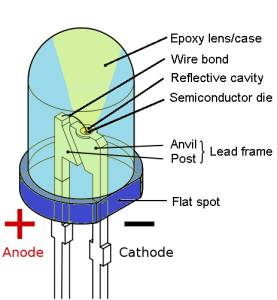 Epoxy lens/case
Wire bond
Reflective cavity
Semiconductor die
Anvil
Post
Lead frame
Flat spot
+ −
Anode
Cathode